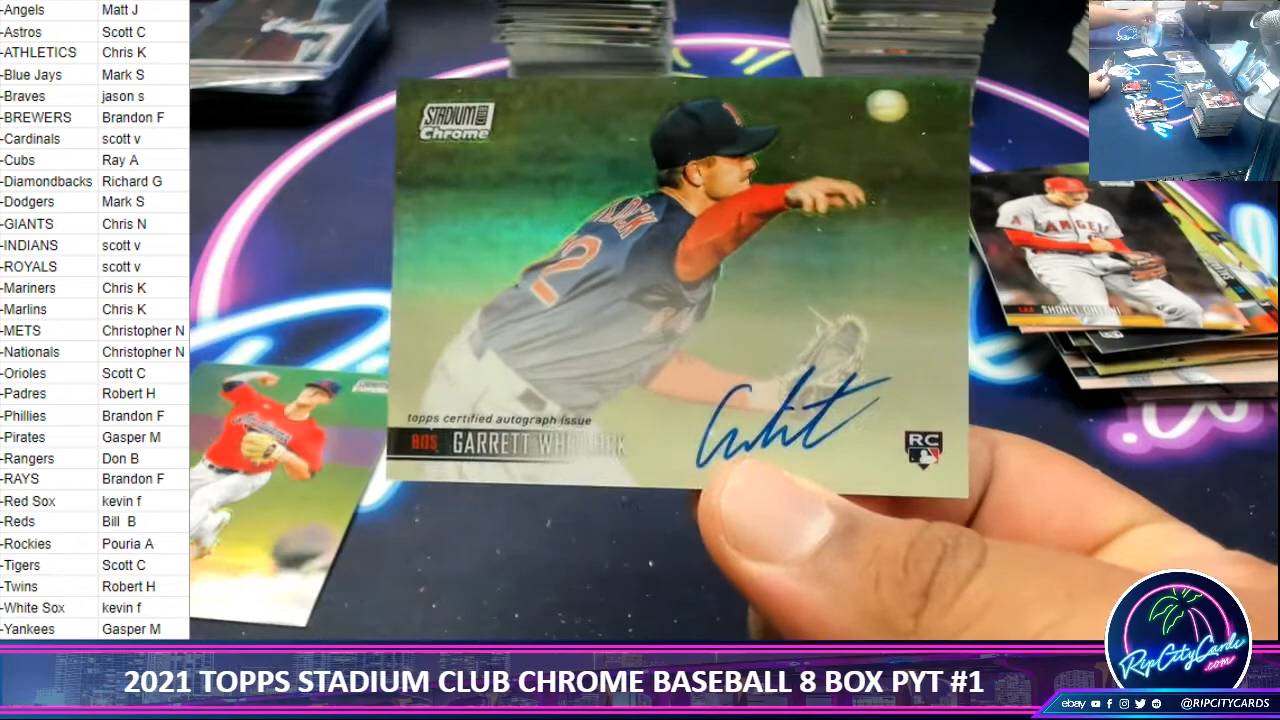 -Angels Matt J
-Astros Scott C
-ATHLETICS Chris K
-Blue Jays Mark S
-Braves jason s
-BREWERS Brandon F
-Cardinals scott v
-Cubs Ray A
-Diamondbacks Richard G
-Dodgers Mark S
-GIANTS Chris N
-INDIANS scott v
-ROYALS scott v
-Mariners Chris K
-Marlins Chris K
-METS Christopher N
-Nationals Christopher N
-Orioles Scott C
-Padres Robert H
-Phillies Brandon F
-Pirates Gasper M
-Rangers Don B
-RAYS Brandon F
-Red Sox kevin f
-Reds Bill B
-Rockies Pouria A
-Tigers Scott C
-Twins Robert H
-White Sox kevin f
-Yankees Gasper M
STADIUM CLUB
Chrome
topps certified autograph issue
BOS GARRETT
RC
ANGEL
LAA SHOHEI
RipCityCards
.com
2021 TOPPS STADIUM CLUB CHROME BASEBALL 8 BOX PYT #1
ebay @RIPCITYCARDS